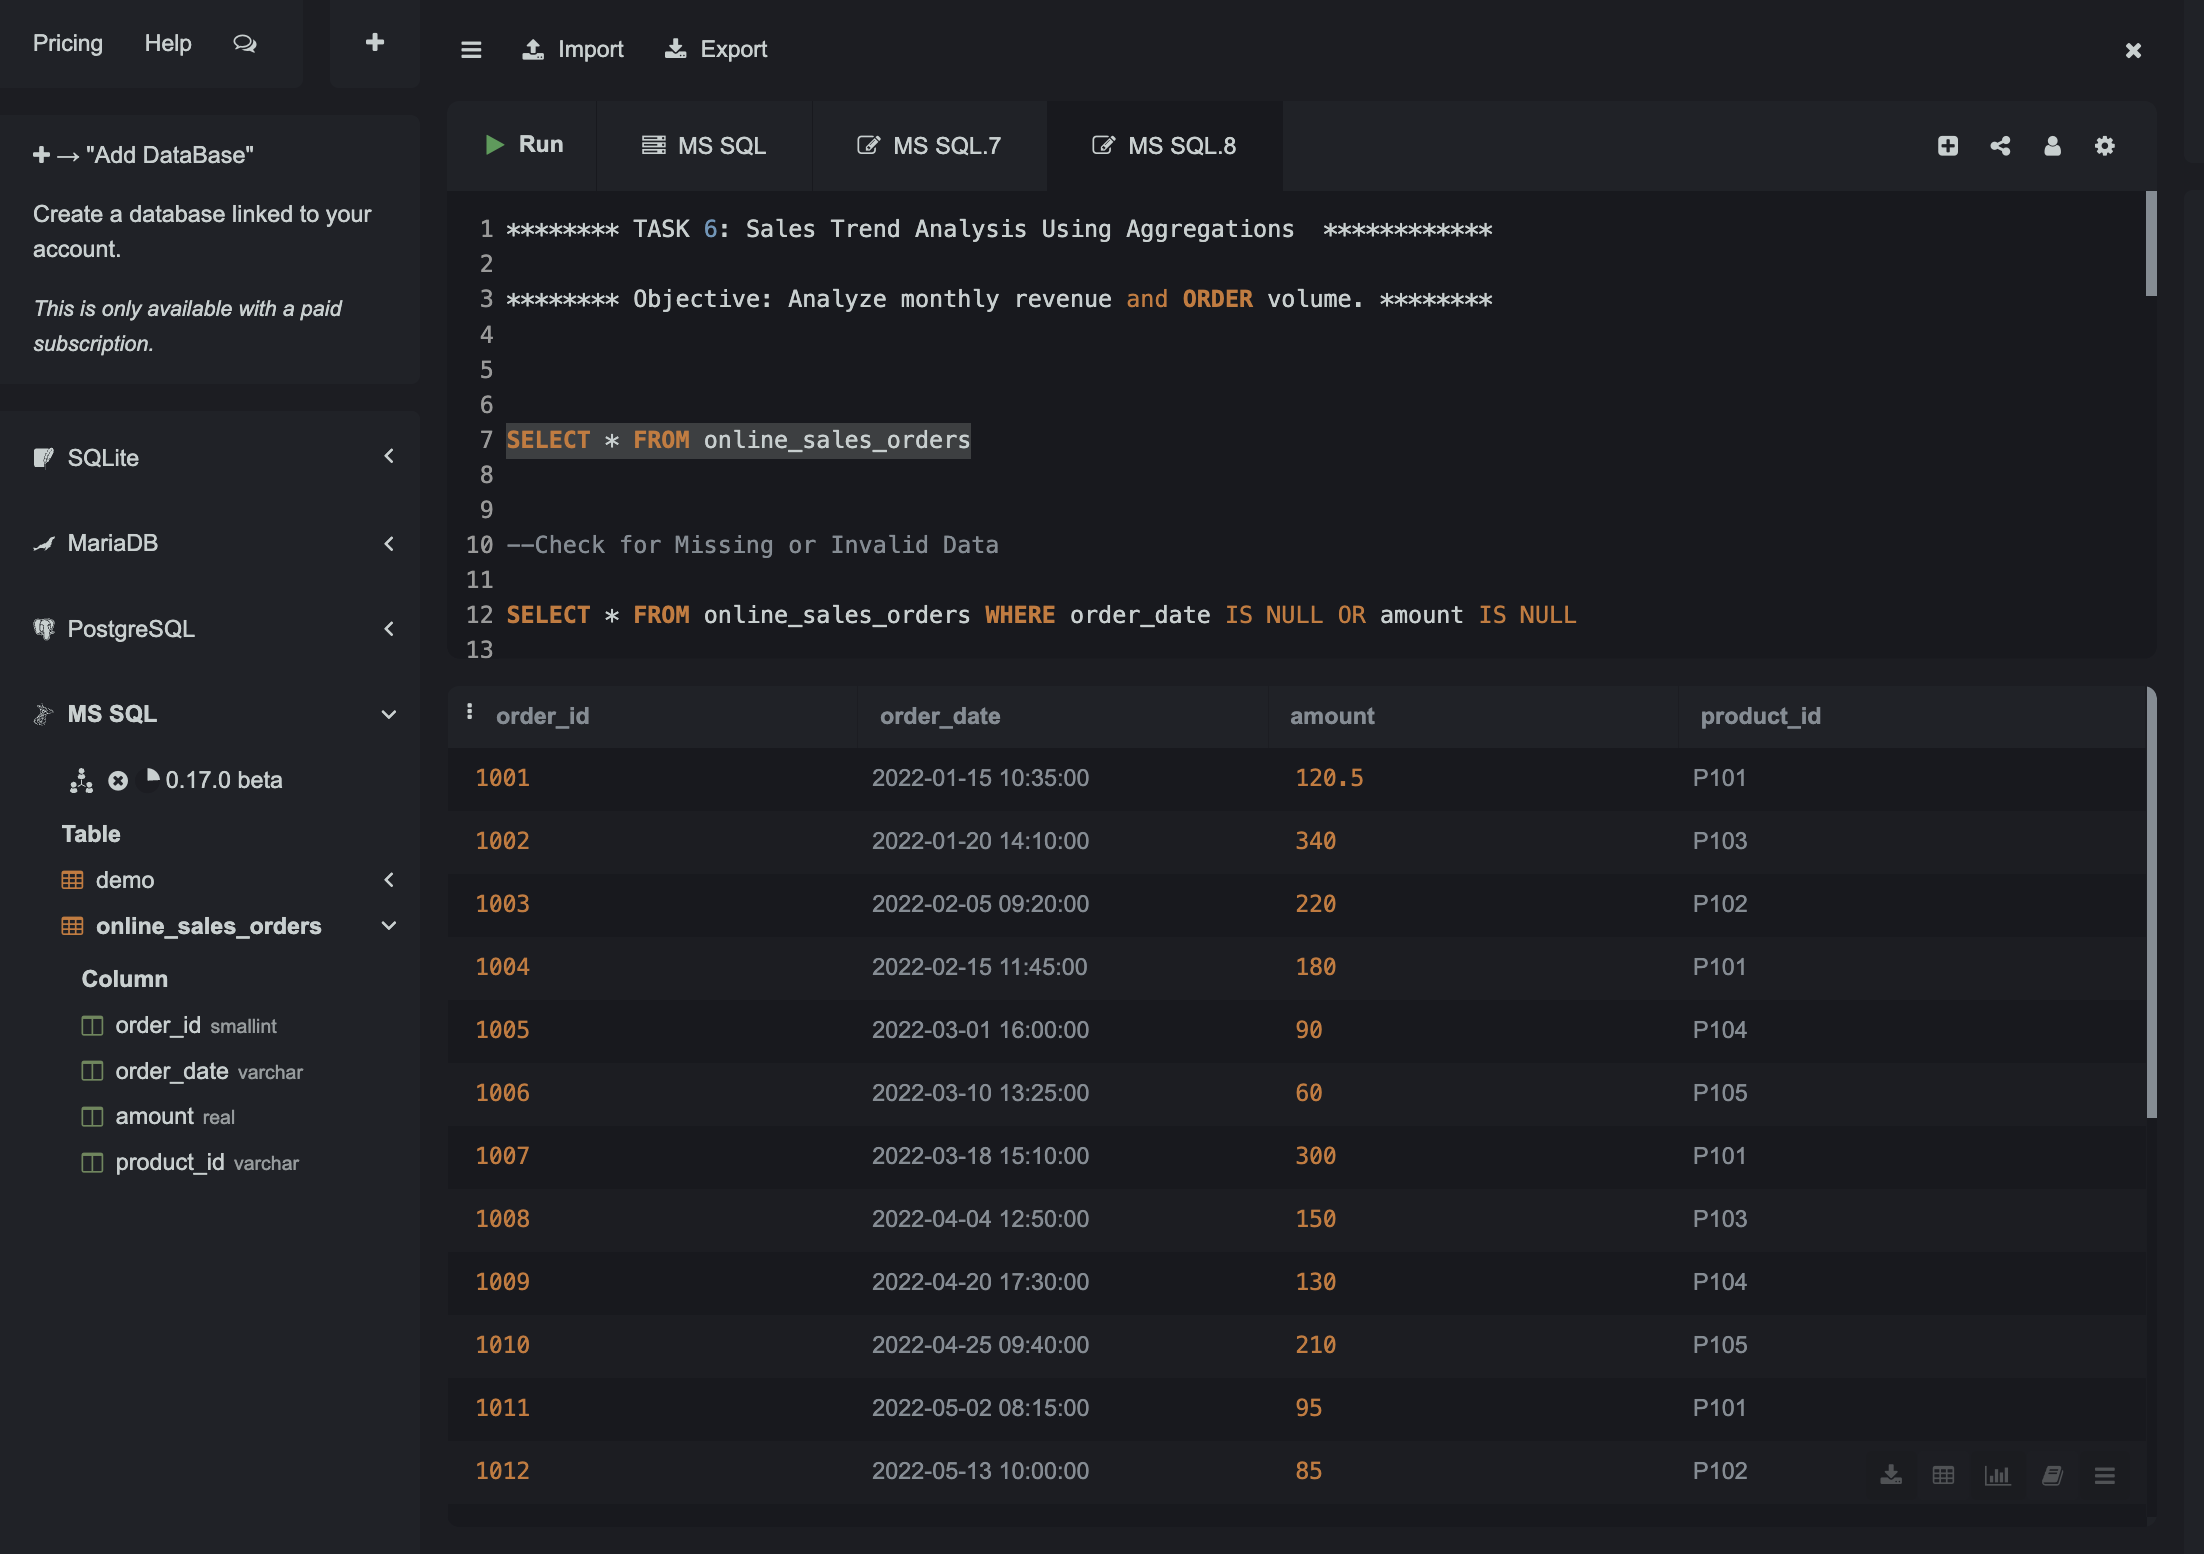 Pricing Help
Import Export
"Add DataBase"
Create a database linked to your
account.
This is only available with a paid
subscription.
SQLite
MariaDB
PostgreSQL
MS SQL
0.17.0 beta
Table
demo
online_sales_orders
Column
order_id smallint
order_date varchar
amount real
product_id varchar
Run MS SQL MS SQL.7 MS SQL.8
1 ******** TASK 6: Sales Trend Analysis Using Aggregations ************
2
3 ******** Objective: Analyze monthly revenue and ORDER volume. ********
4
5
6
7 SELECT * FROM online_sales_orders
8
9
10 --Check for Missing or Invalid Data
11
12 SELECT * FROM online_sales_orders WHERE order_date IS NULL OR amount IS NULL
13
order_id order_date amount product_id
1001 2022-01-15 10:35:00 120.5 P101
1002 2022-01-20 14:10:00 340 P103
1003 2022-02-05 09:20:00 220 P102
1004 2022-02-15 11:45:00 180 P101
1005 2022-03-01 16:00:00 90 P104
1006 2022-03-10 13:25:00 60 P105
1007 2022-03-18 15:10:00 300 P101
1008 2022-04-04 12:50:00 150 P103
1009 2022-04-20 17:30:00 130 P104
1010 2022-04-25 09:40:00 210 P105
1011 2022-05-02 08:15:00 95 P101
1012 2022-05-13 10:00:00 85 P102